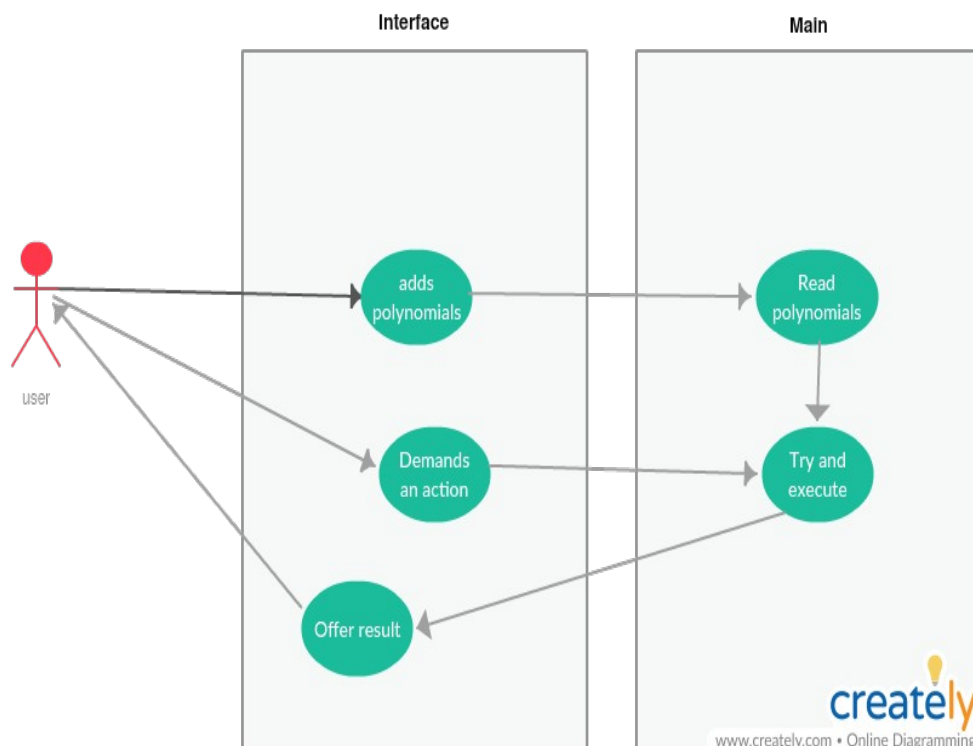 Interface
Main
adds
polynomials
Read
polynomials
user
Demands
an action
Try and
execute
Offer result
creately
www.creately.com • Online Diagramming